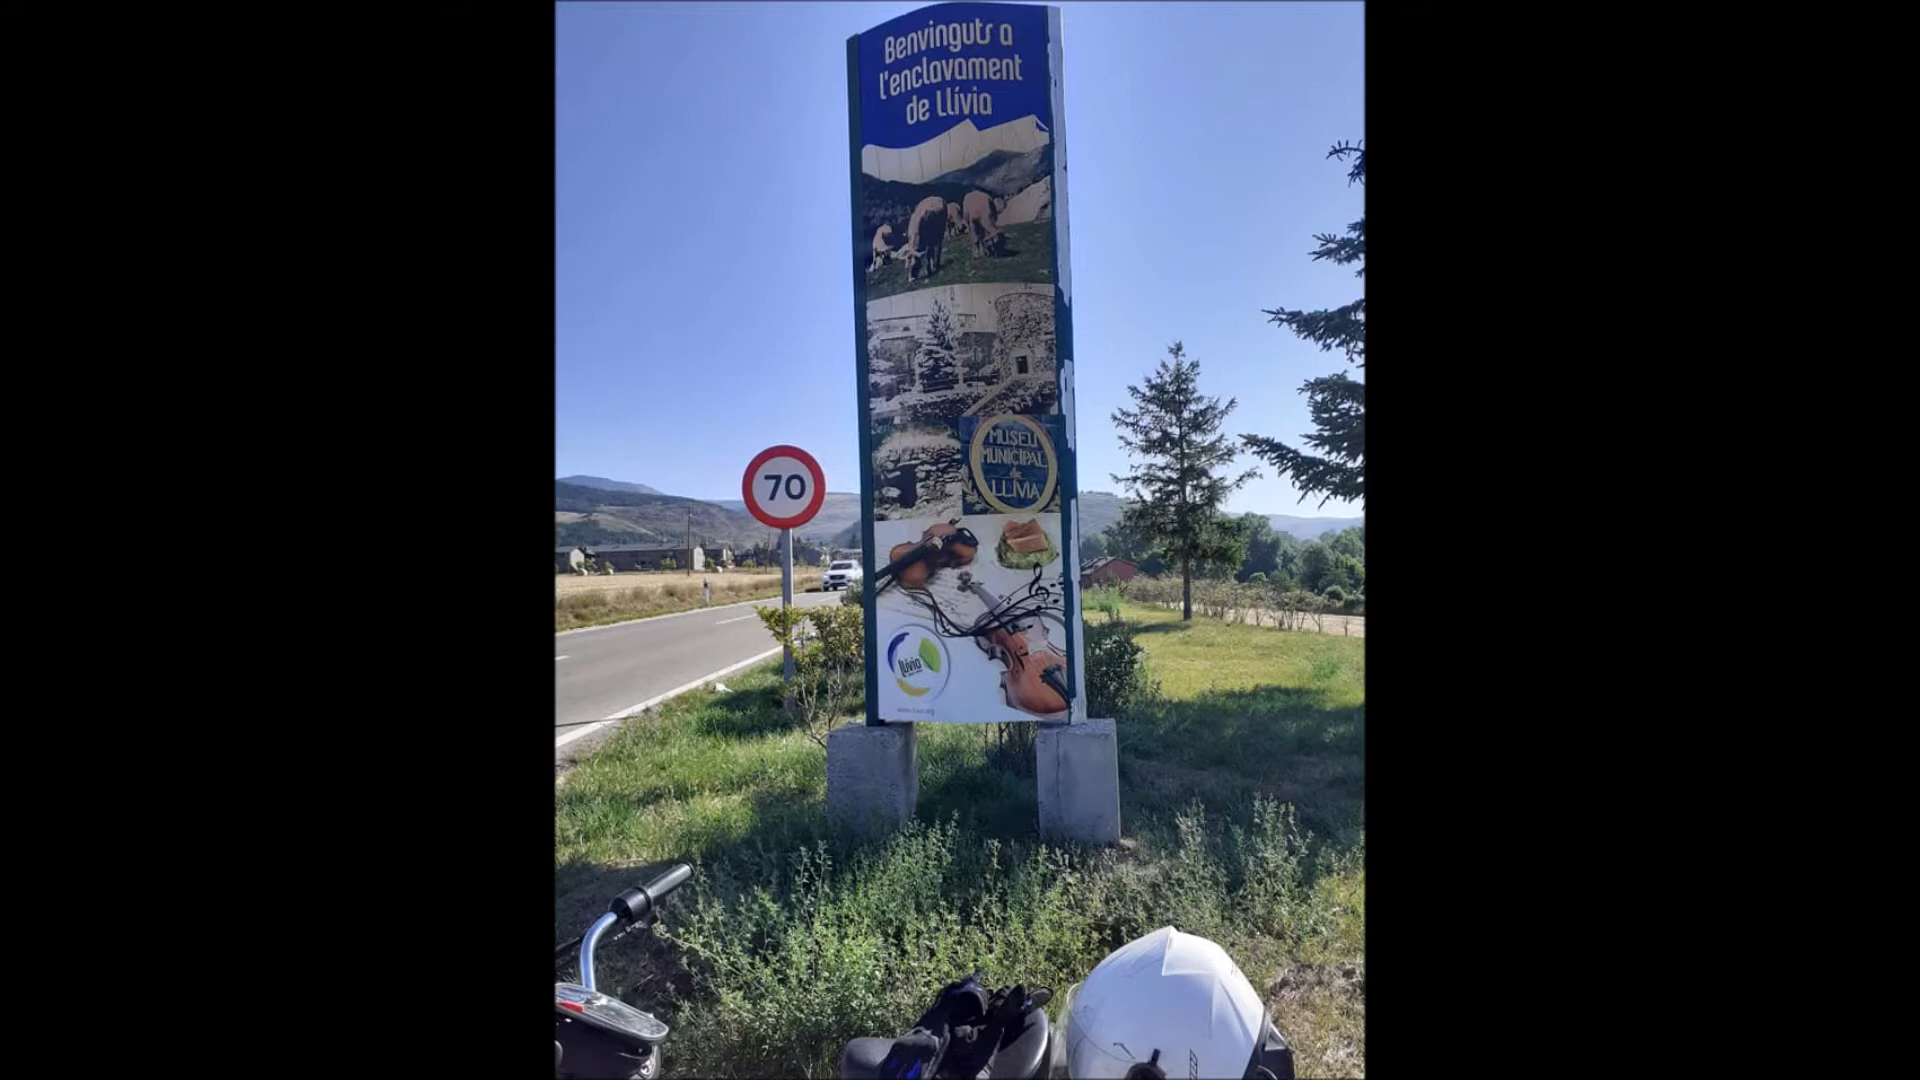 Benvinguts a
l'enclavament
de Llívia
70
MUSEU
MUNICIPAL
de
LLÍVIA
llívia